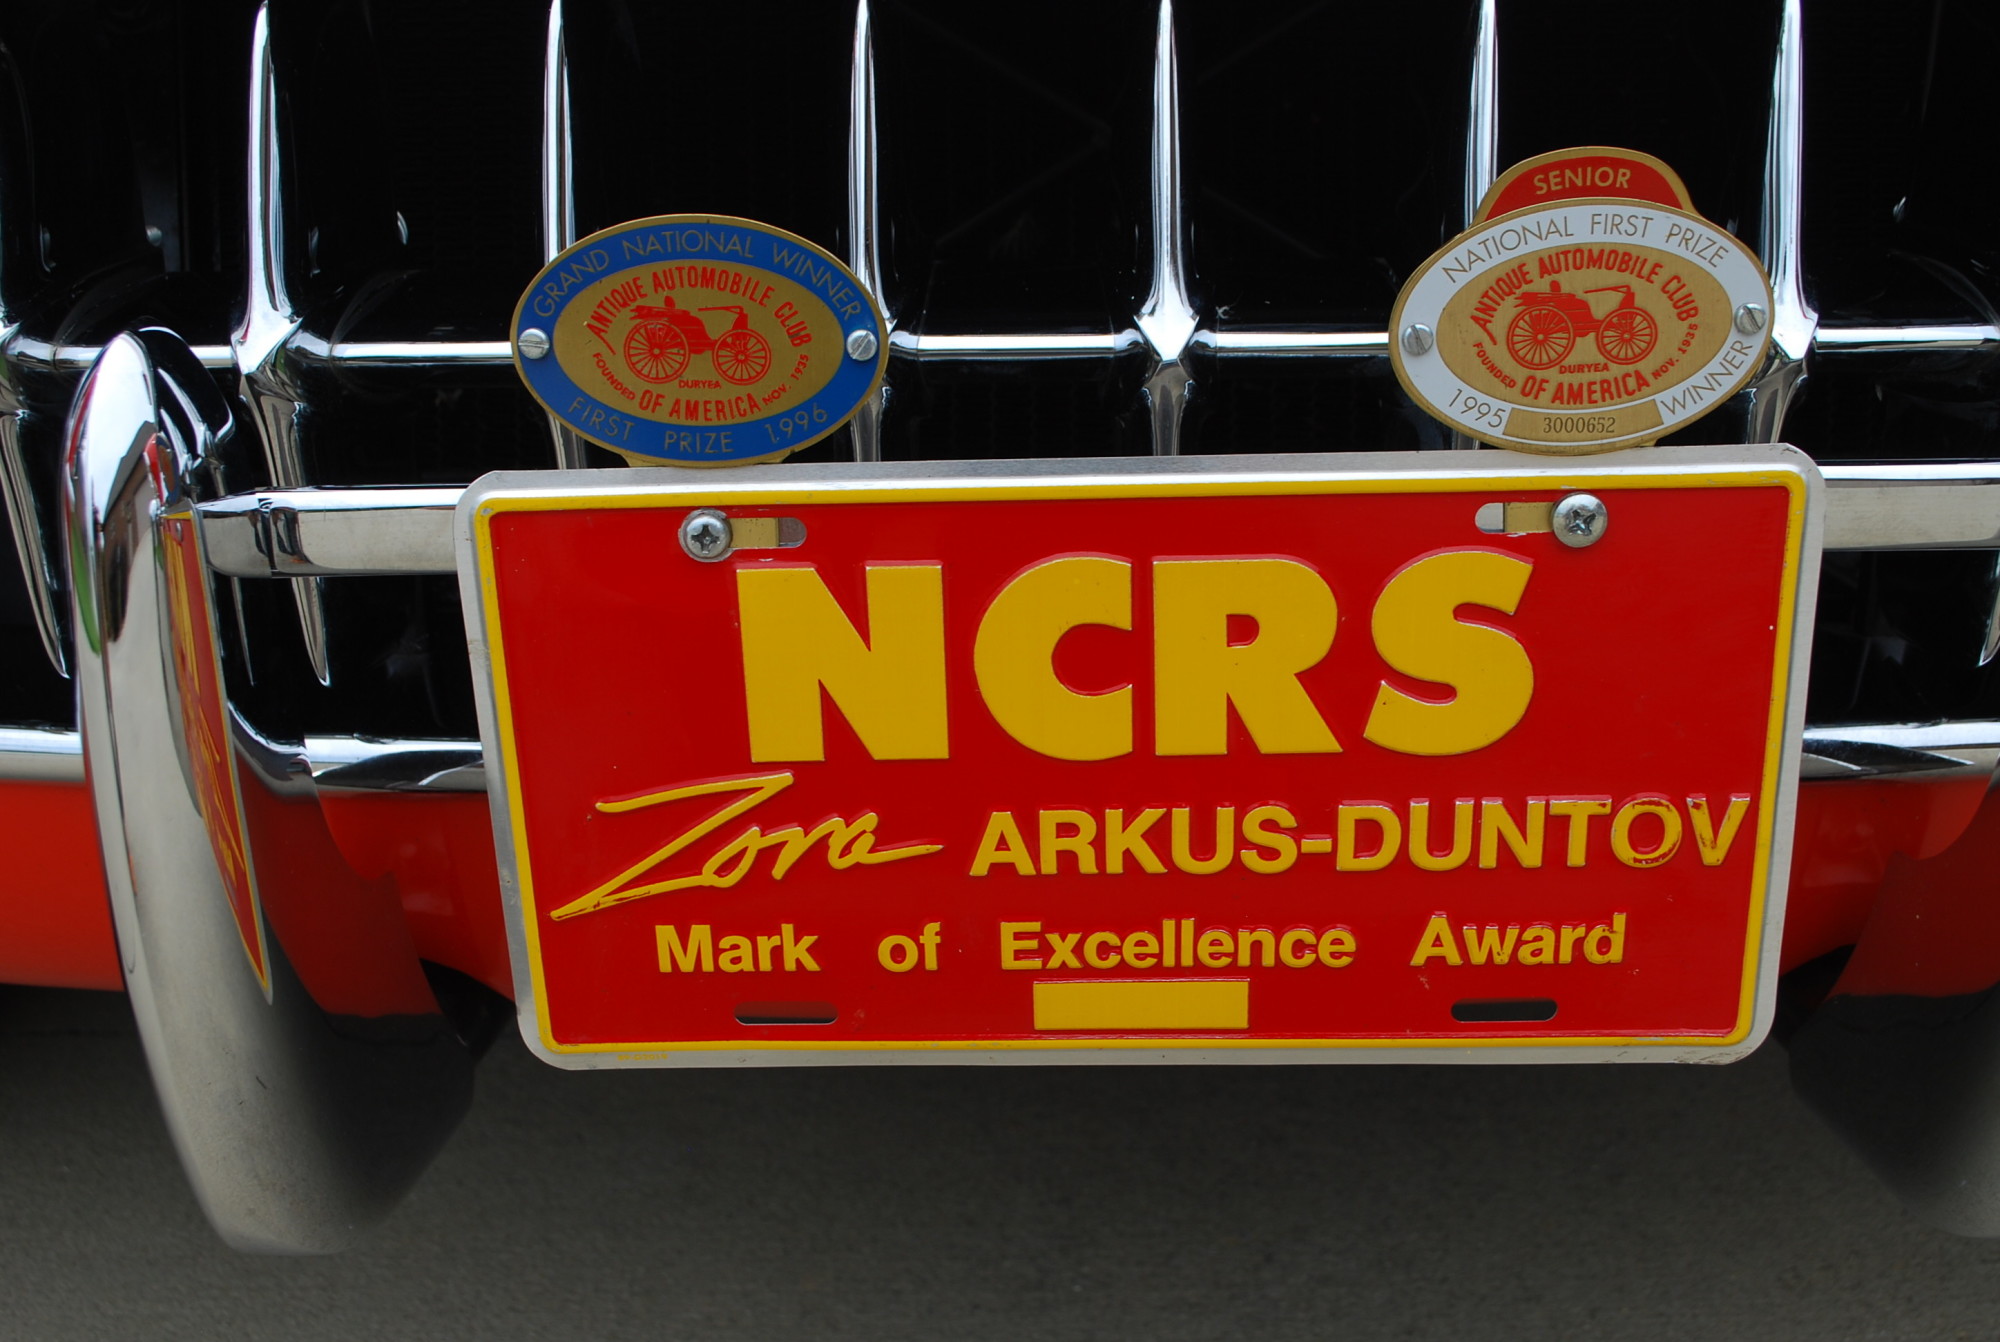 GRAND NATIONAL WINNER
ANTIQUE AUTOMOBILE CLUB
DURYEA
FOUNDED NOV. 1935
OF AMERICA
FIRST PRIZE 1996
SENIOR
NATIONAL FIRST PRIZE
ANTIQUE AUTOMOBILE CLUB
DURYEA
FOUNDED NOV. 1935
OF AMERICA
1995 WINNER
3000652
NCRS
Zora ARKUS-DUNTOV
Mark of Excellence Award